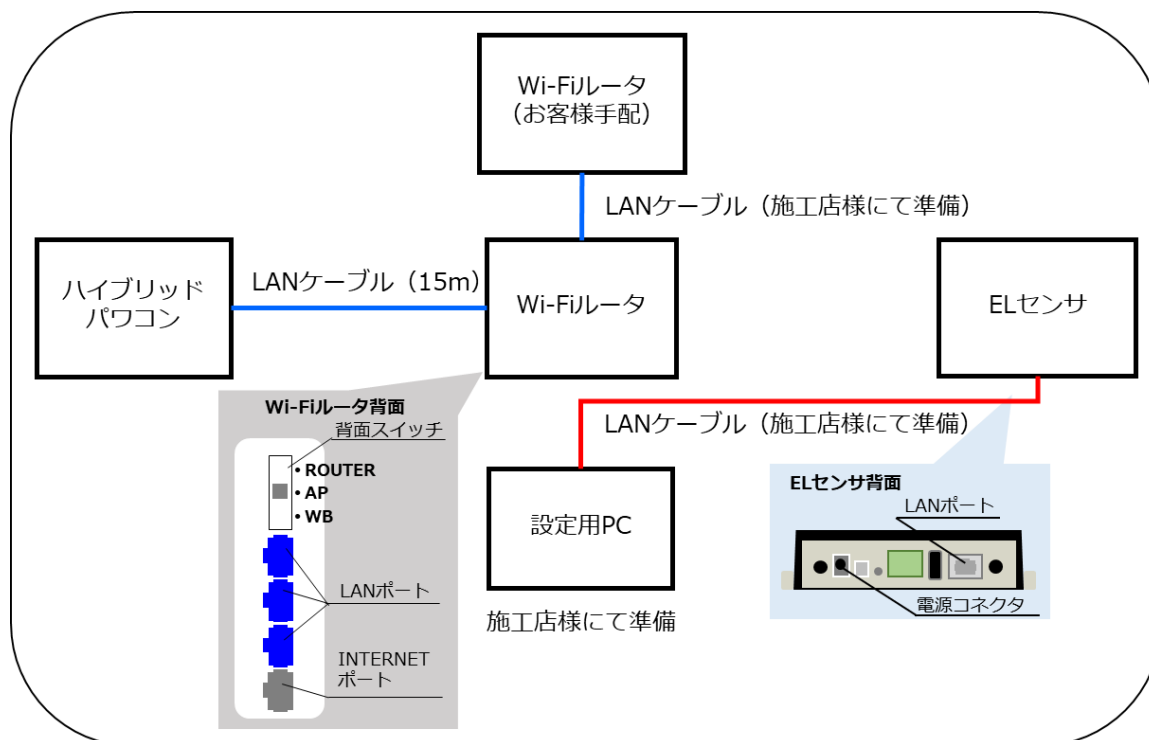 Wi-Fiルータ
（お客様手配）
LANケーブル（施工店様にて準備）
ハイブリッド
パワコン
LANケーブル（15m）
Wi-Fiルータ
ELセンサ
Wi-Fiルータ背面
背面スイッチ
• ROUTER
• AP
• WB
LANポート
INTERNET
ポート
LANケーブル（施工店様にて準備）
設定用PC
施工店様にて準備
ELセンサ背面
LANポート
電源コネクタ